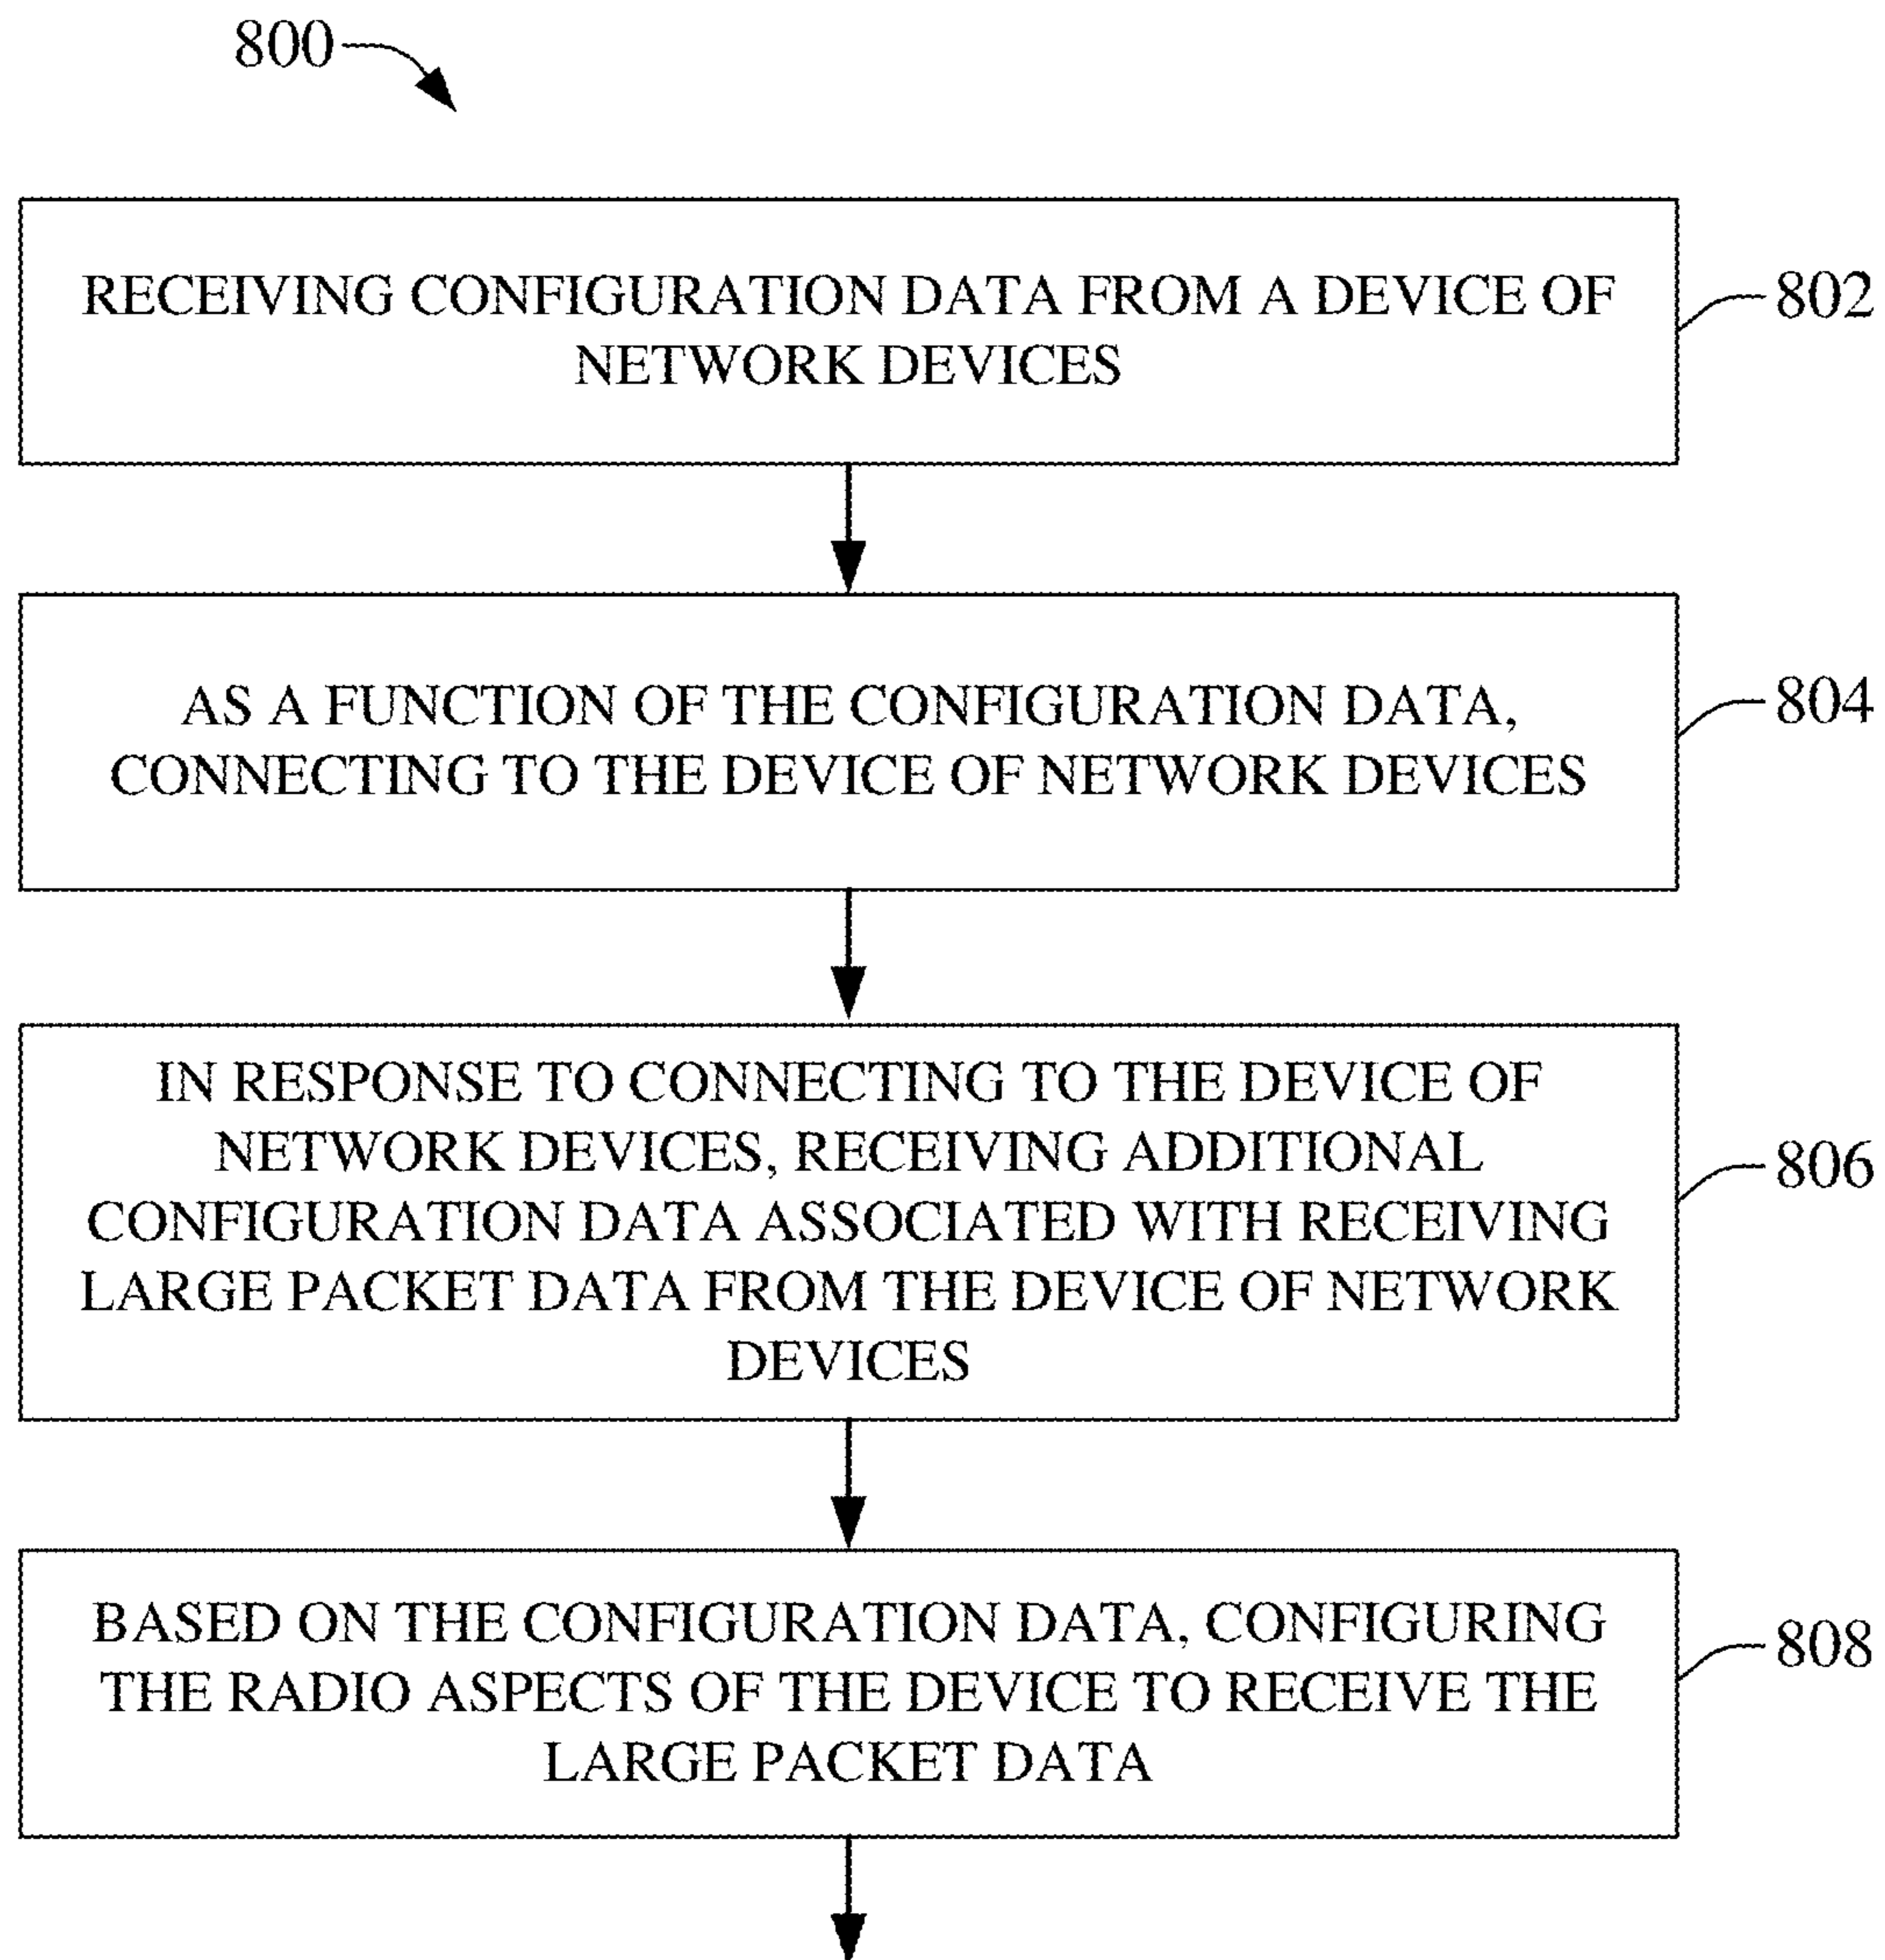 800
RECEIVING CONFIGURATION DATA FROM A DEVICE OF
NETWORK DEVICES
802
AS A FUNCTION OF THE CONFIGURATION DATA,
CONNECTING TO THE DEVICE OF NETWORK DEVICES
804
IN RESPONSE TO CONNECTING TO THE DEVICE OF
NETWORK DEVICES, RECEIVING ADDITIONAL
CONFIGURATION DATA ASSOCIATED WITH RECEIVING
LARGE PACKET DATA FROM THE DEVICE OF NETWORK
DEVICES
806
BASED ON THE CONFIGURATION DATA, CONFIGURING
THE RADIO ASPECTS OF THE DEVICE TO RECEIVE THE
LARGE PACKET DATA
808